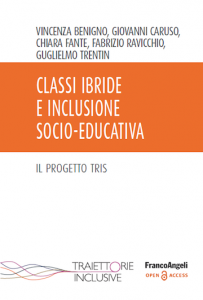 VINCENZA BENIGNO, GIOVANNI CARUSO,
CHIARA FANTE, FABRIZIO RAVICCHIO,
GUGLIELMO TRENTIN
CLASSI IBRIDE
E INCLUSIONE
SOCIO-EDUCATIVA
IL PROGETTO TRIS
TRAIETTORIE
INCLUSIVE
FrancoAngeli
OPEN ACCESS